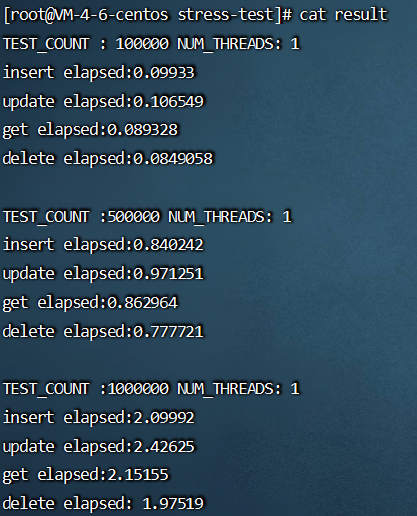 [root@VM-4-6-centos stress-test]# cat result
TEST_COUNT : 100000 NUM_THREADS: 1
insert elapsed:0.09933
update elapsed:0.106549
get elapsed:0.089328
delete elapsed:0.0849058
TEST_COUNT :500000 NUM_THREADS: 1
insert elapsed:0.840242
update elapsed:0.971251
get elapsed:0.862964
delete elapsed:0.777721
TEST_COUNT :1000000 NUM_THREADS: 1
insert elapsed:2.09992
update elapsed:2.42625
get elapsed:2.15155
delete elapsed: 1.97519